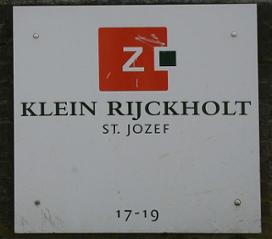 Z
KLEIN RIJCKHOLT
ST. JOZEF
17-19